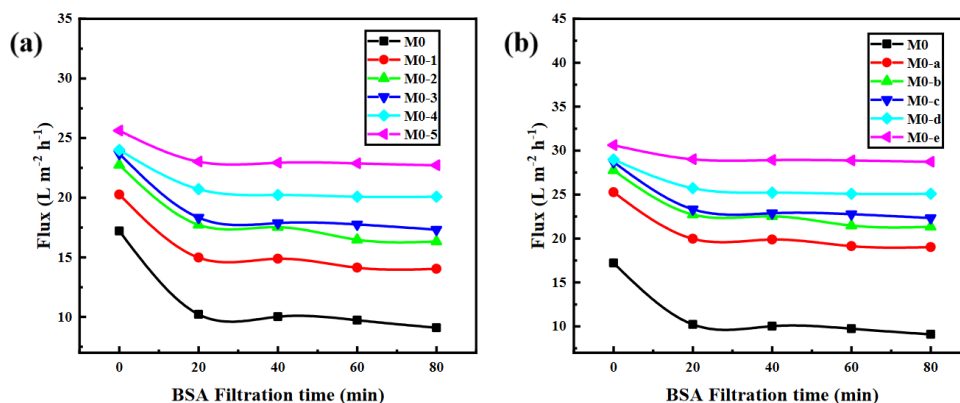 (a)
35
30
25
20
15
10
Flux (L m⁻² h⁻¹)
0 20 40 60 80
BSA Filtration time (min)
M0
M0-1
M0-2
M0-3
M0-4
M0-5
(b)
45
40
35
30
25
20
15
10
Flux (L m⁻² h⁻¹)
0 20 40 60 80
BSA Filtration time (min)
M0
M0-a
M0-b
M0-c
M0-d
M0-e